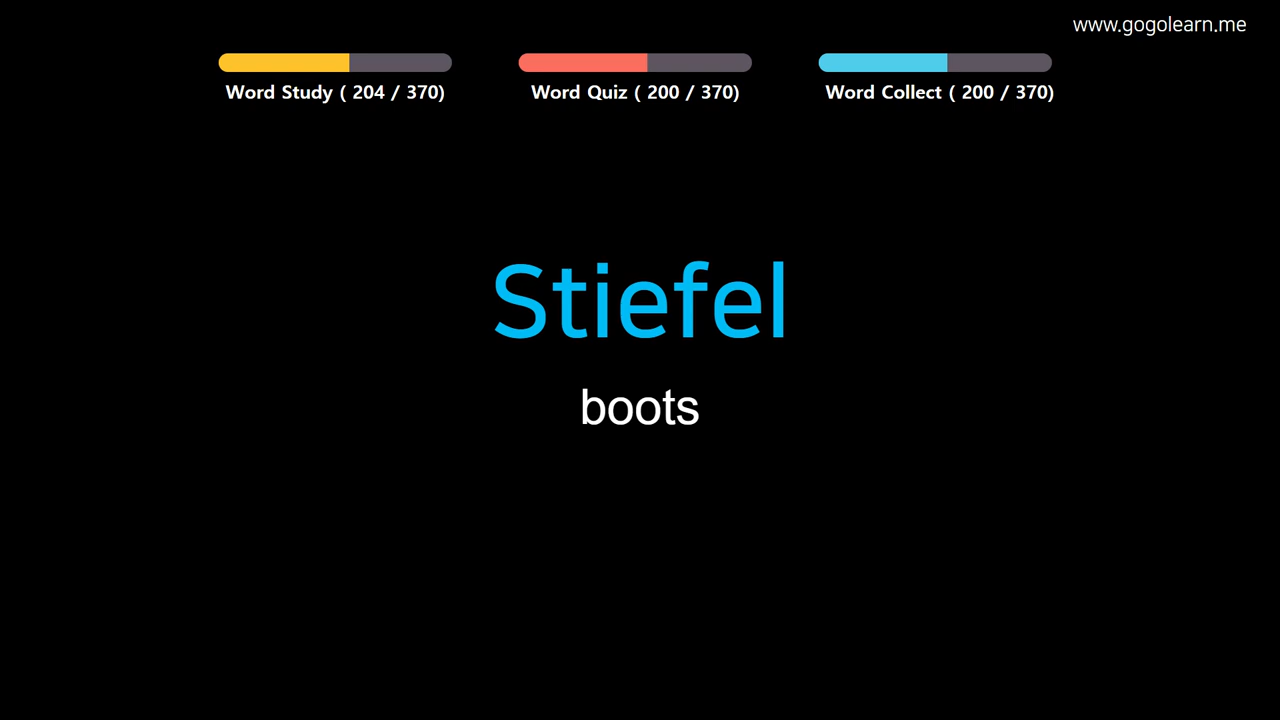 www.gogolearn.me
Word Study ( 204 / 370)
Word Quiz ( 200 / 370)
Word Collect ( 200 / 370)
Stiefel
boots